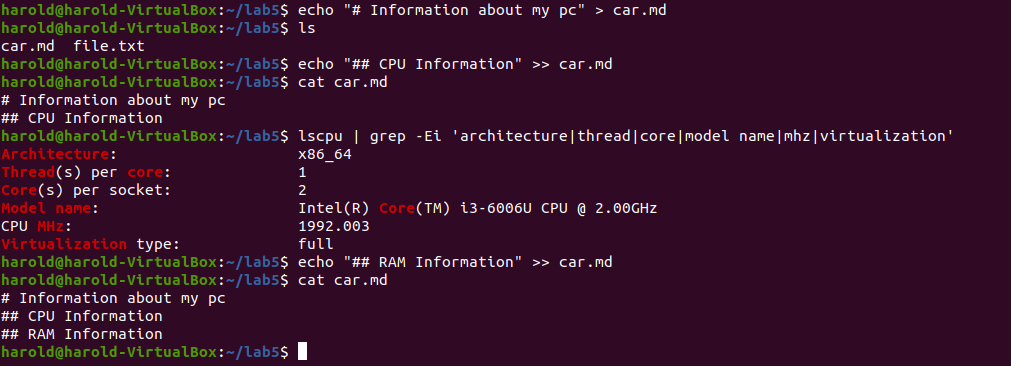 harold@harold-VirtualBox:~/lab5$ echo "# Information about my pc" > car.md
harold@harold-VirtualBox:~/lab5$ ls
car.md  file.txt
harold@harold-VirtualBox:~/lab5$ echo "## CPU Information" >> car.md
harold@harold-VirtualBox:~/lab5$ cat car.md
# Information about my pc
## CPU Information
harold@harold-VirtualBox:~/lab5$ lscpu | grep -Ei 'architecture|thread|core|model name|mhz|virtualization'
Architecture:                    x86_64
Thread(s) per core:              1
Core(s) per socket:              2
Model name:                      Intel(R) Core(TM) i3-6006U CPU @ 2.00GHz
CPU MHz:                         1992.003
Virtualization type:             full
harold@harold-VirtualBox:~/lab5$ echo "## RAM Information" >> car.md
harold@harold-VirtualBox:~/lab5$ cat car.md
# Information about my pc
## CPU Information
## RAM Information
harold@harold-VirtualBox:~/lab5$